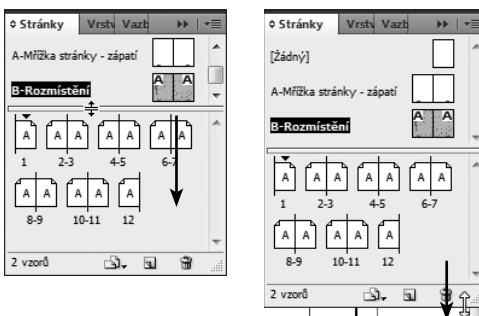 Stránky Vrstv Vazb
A-Mřížka stránky - zápatí
B-Rozmístění
A A
A A A A A A A
1 2-3 4-5 6-7
A A A A A
8-9 10-11 12
2 vzorů
Stránky Vrstv Vazb
[Žádný]
A-Mřížka stránky - zápatí
B-Rozmístění
A A
A A A A A A A
1 2-3 4-5 6-7
A A A A A
8-9 10-11 12
2 vzorů